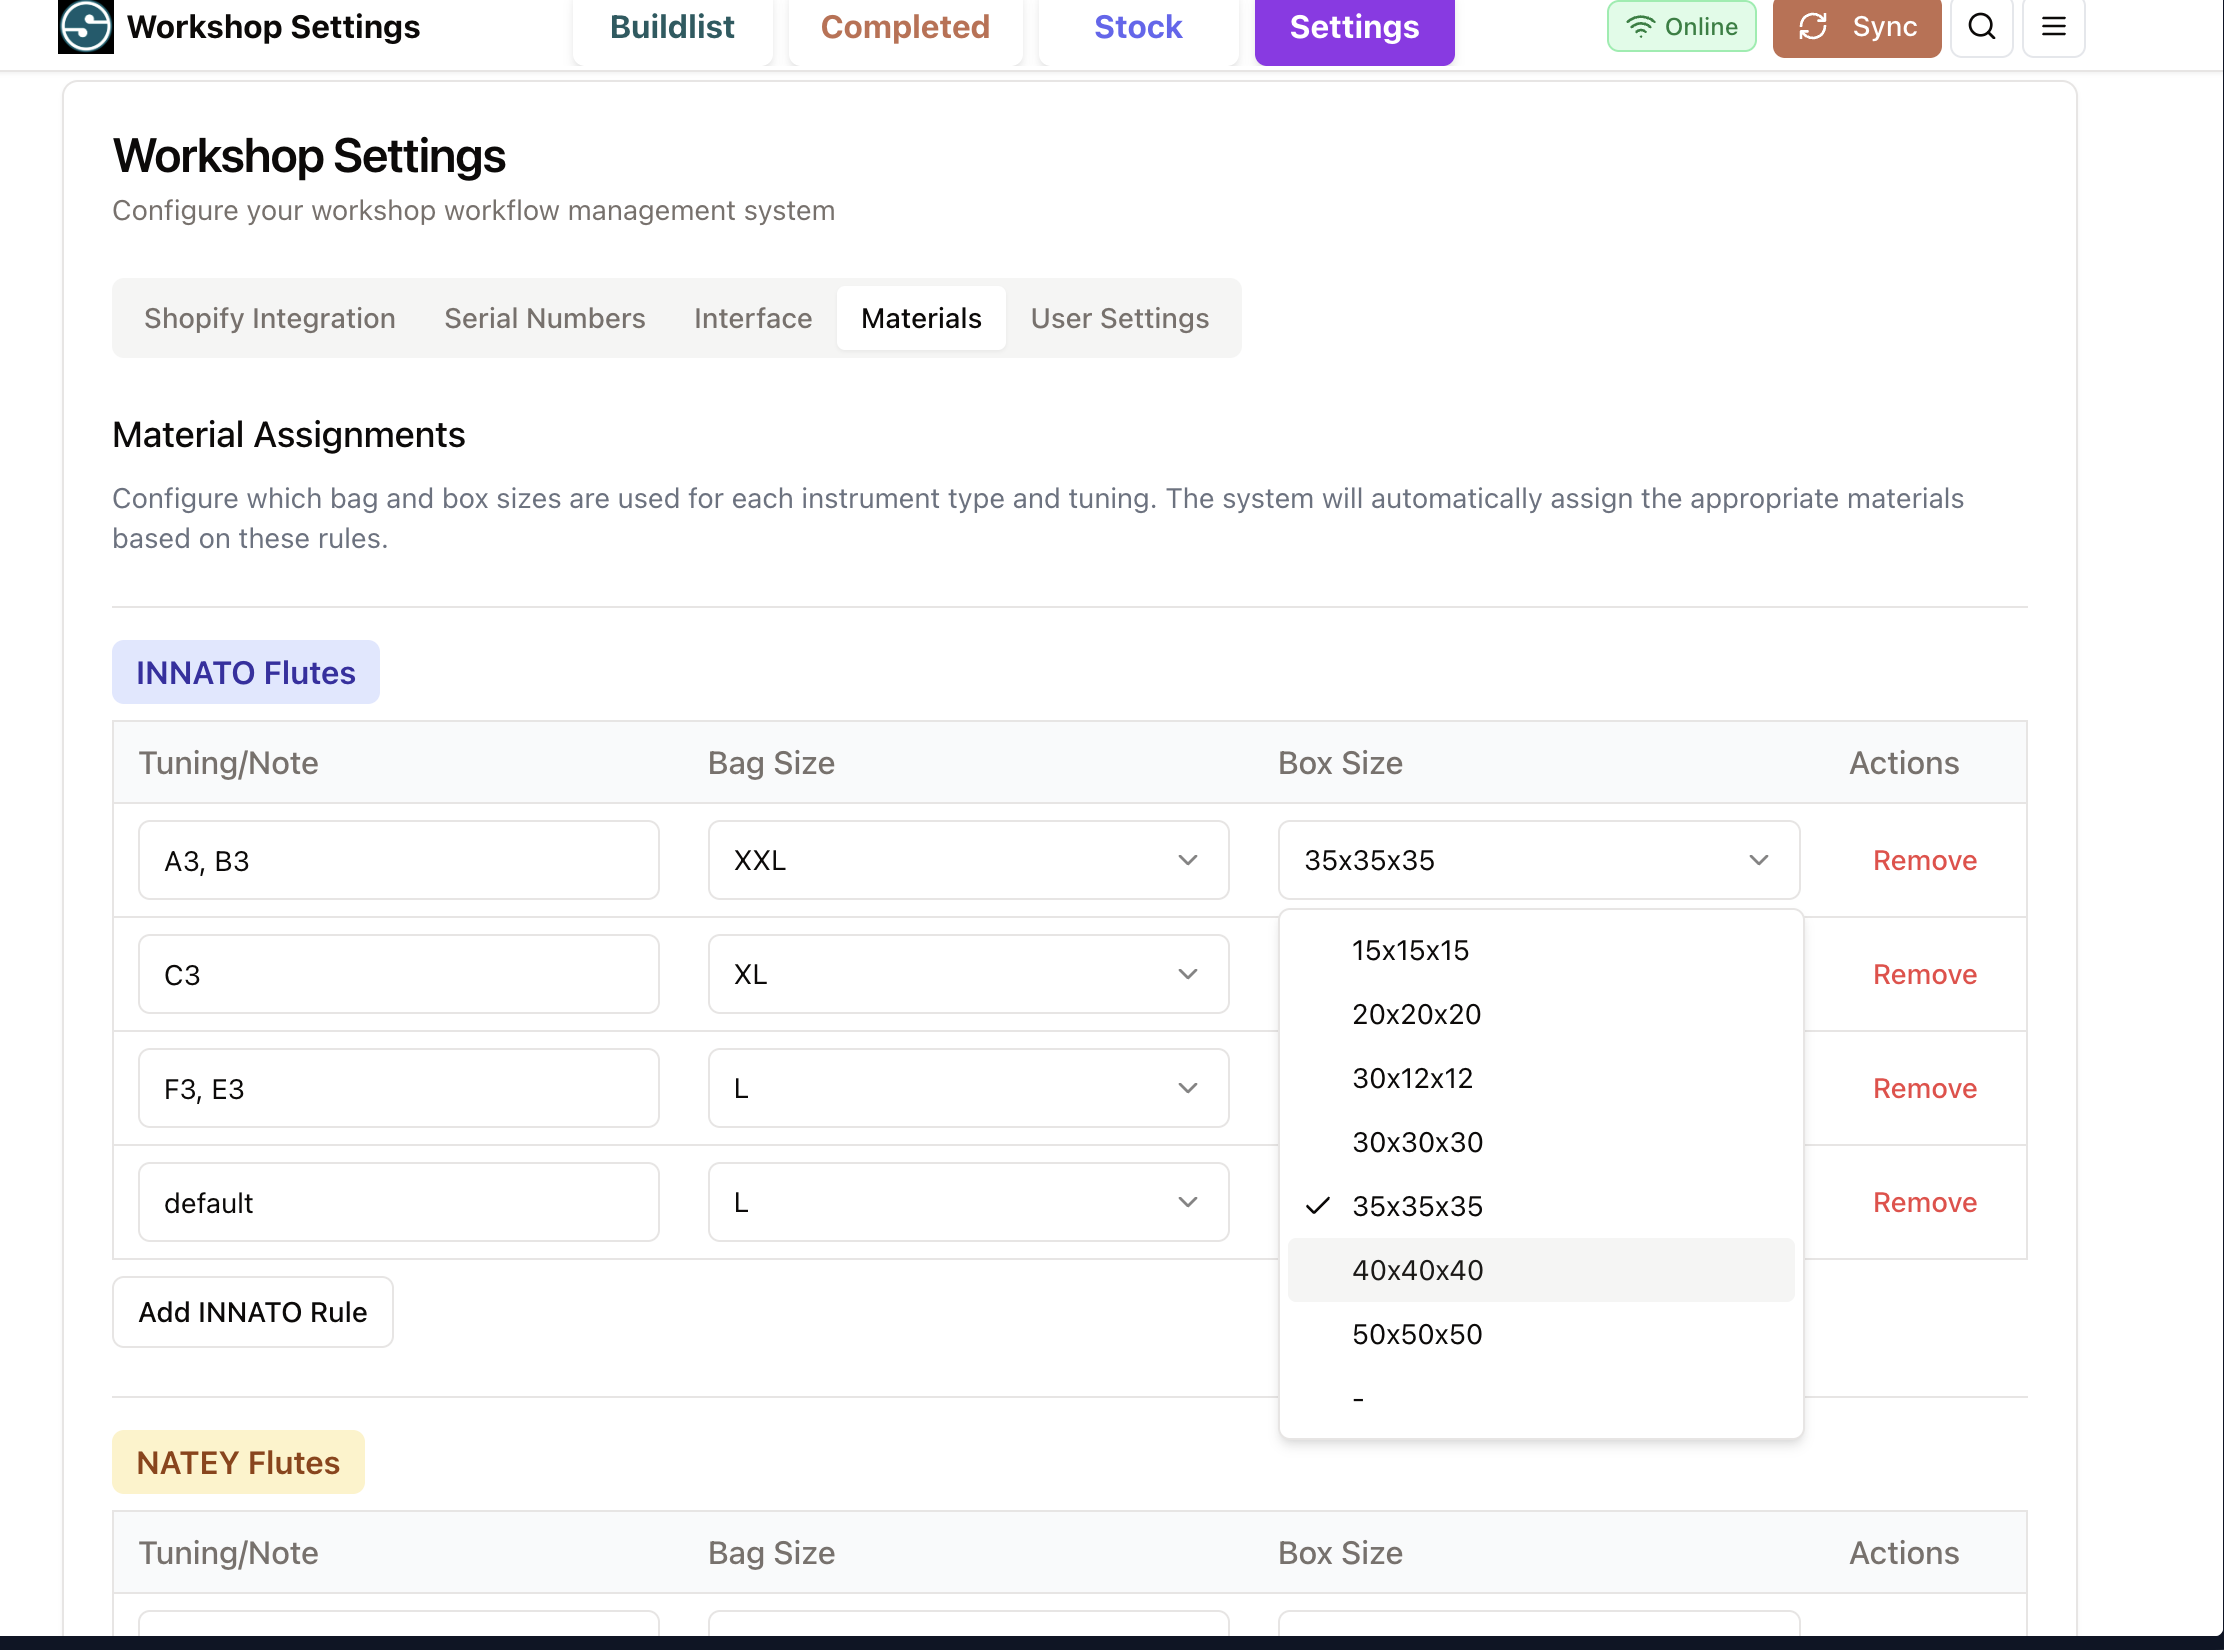 Workshop Settings Buildlist Completed Stock Settings Online Sync
Workshop Settings
Configure your workshop workflow management system
Shopify Integration Serial Numbers Interface Materials User Settings
Material Assignments
Configure which bag and box sizes are used for each instrument type and tuning. The system will automatically assign the appropriate materials
based on these rules.
INNATO Flutes
Tuning/Note Bag Size Box Size Actions
A3, B3 XXL 35x35x35 Remove
15x15x15
C3 XL Remove
20x20x20
30x12x12
F3, E3 L Remove
30x30x30
default L 35x35x35 Remove
40x40x40
Add INNATO Rule
50x50x50
-
NATEY Flutes
Tuning/Note Bag Size Box Size Actions